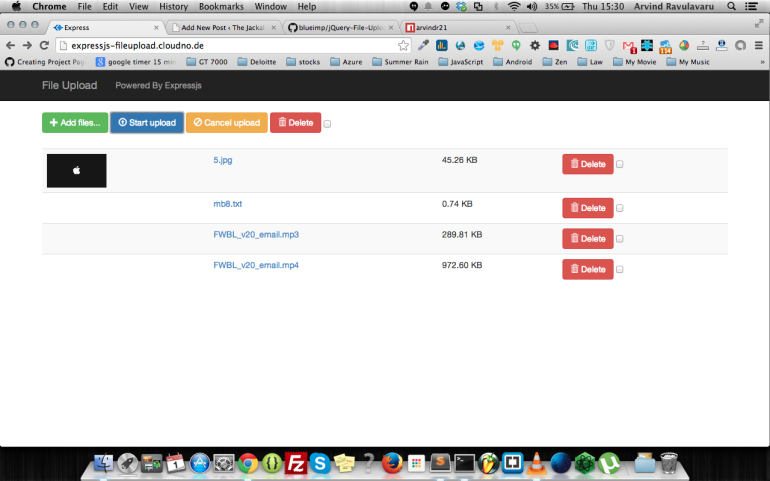 Chrome File Edit View History Bookmarks Window Help 35% Thu 15:30 Arvind Ravulavaru
Express Add New Post ‹ The Jackal blueimp/jQuery-File-Uplo arvindr21
expressjs-fileupload.cloudno.de
Creating Project Pag google timer 15 min GT 7000 Deloitte stocks Azure Summer Rain JavaScript Android Zen Law My Movie My Music
File Upload Powered By Expressjs
Add files... Start upload Cancel upload Delete
5.jpg 45.26 KB Delete
mb8.txt 0.74 KB Delete
FWBL_v20_email.mp3 289.81 KB Delete
FWBL_v20_email.mp4 972.60 KB Delete